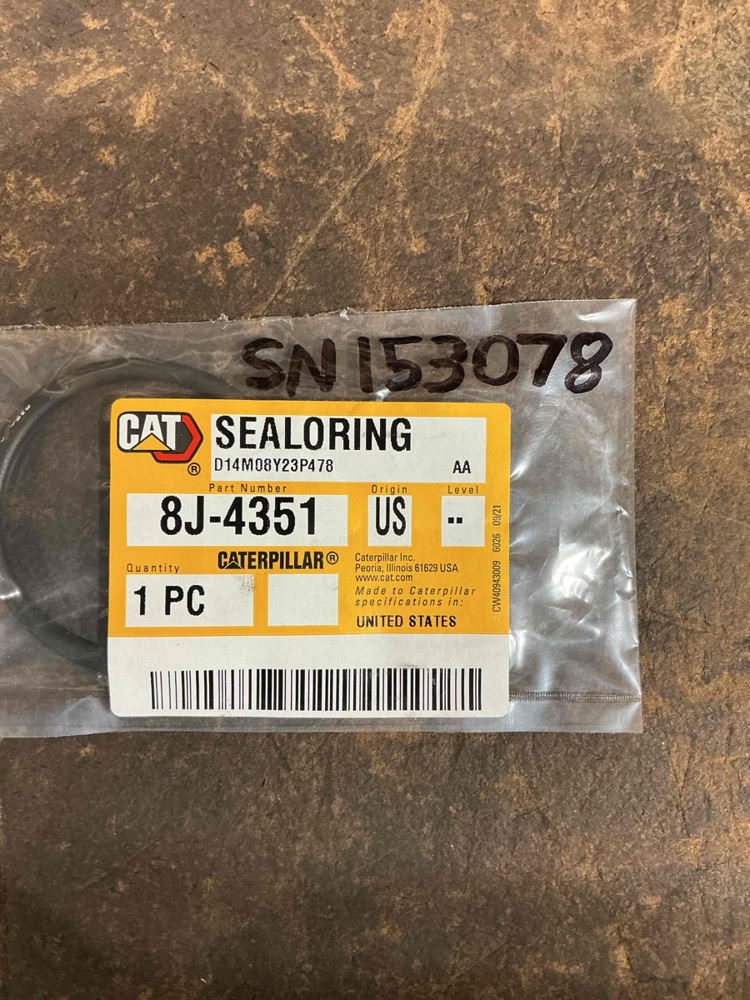 SN153078
CAT
®
SEALORING
D14M08Y23P478 AA
Part Number Origin Level
8J-4351 US --
Quantity
CATERPILLAR®
1 PC
Caterpillar Inc.
Peoria, Illinois 61629 USA
www.cat.com
Made to Caterpillar
specifications in:
UNITED STATES
CW40943009 6026 09/21